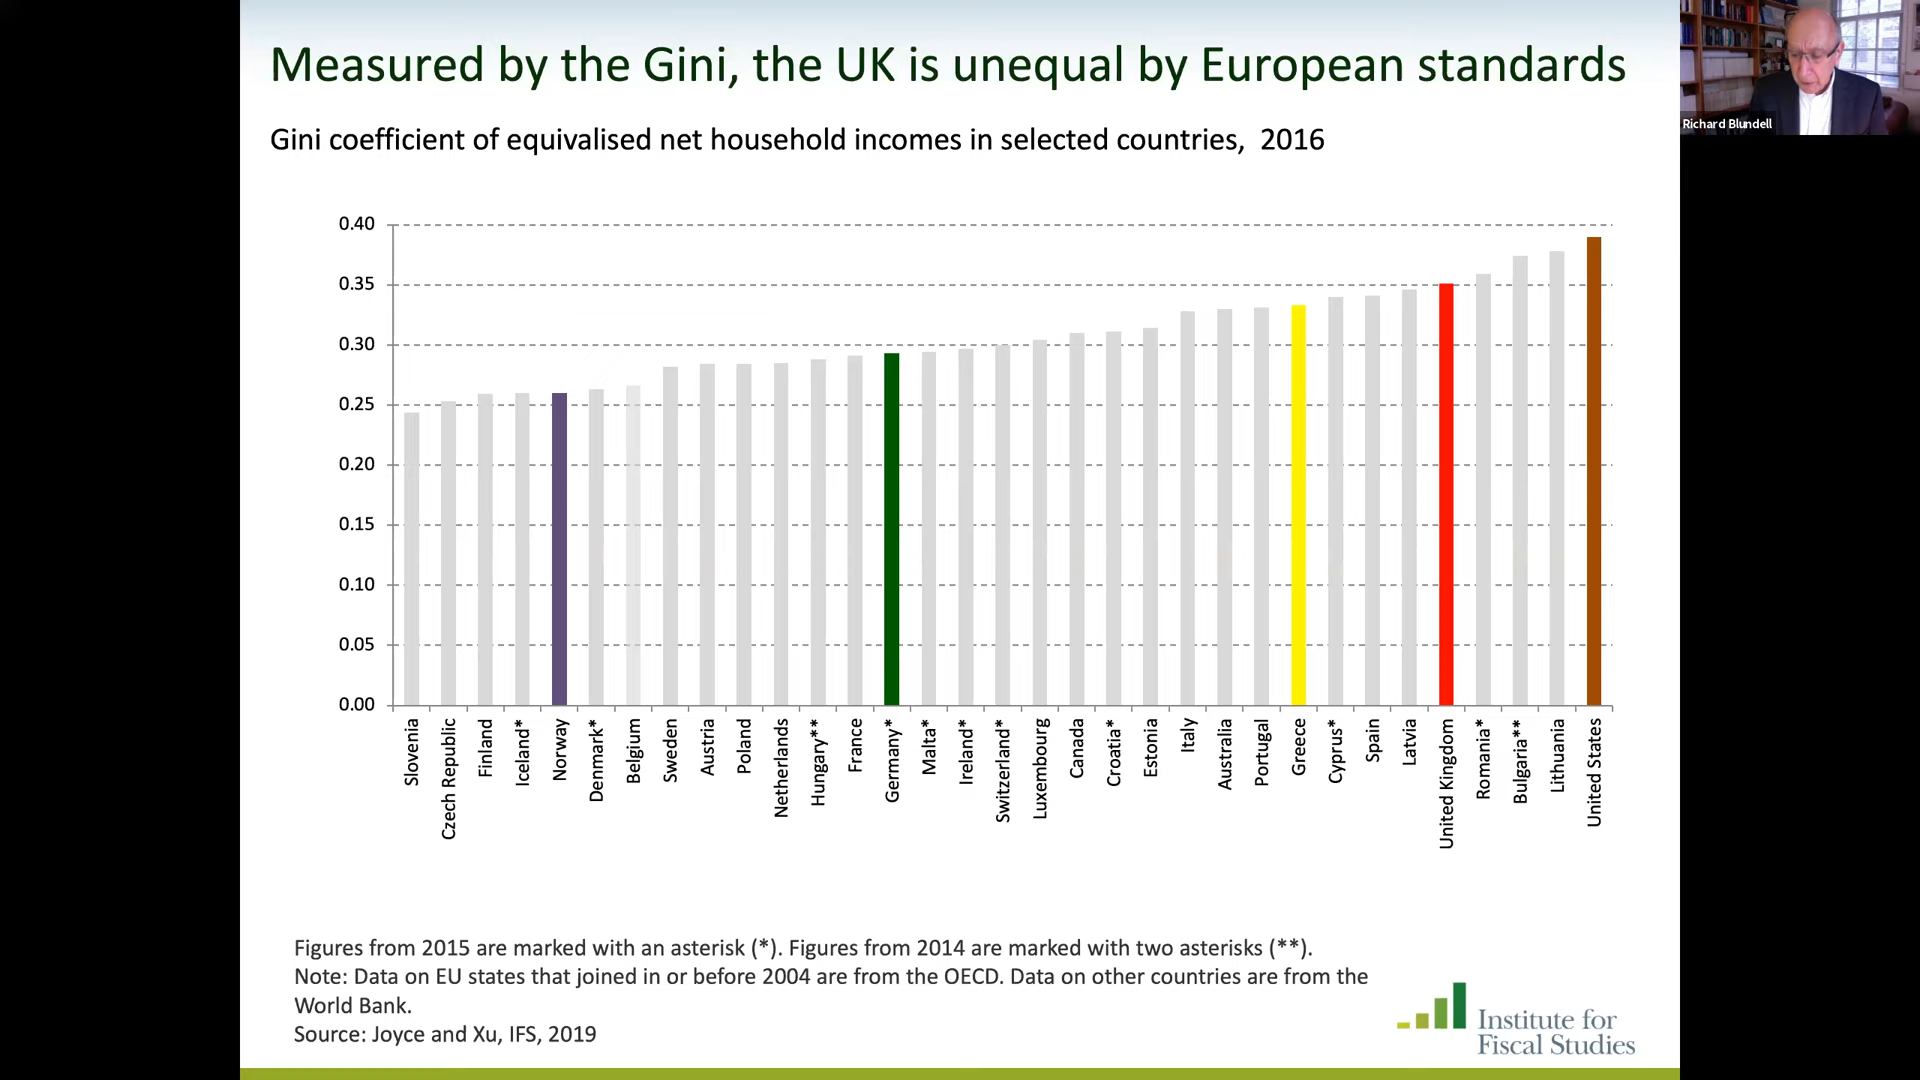 Measured by the Gini, the UK is unequal by European standards
Richard Blundell
Gini coefficient of equivalised net household incomes in selected countries, 2016
0.40
0.35
0.30
0.25
0.20
0.15
0.10
0.05
0.00
Slovenia
Czech Republic
Finland
Iceland*
Norway
Denmark*
Belgium
Sweden
Austria
Poland
Netherlands
Hungary**
France
Germany*
Malta*
Ireland*
Switzerland*
Luxembourg
Canada
Croatia*
Estonia
Italy
Australia
Portugal
Greece
Cyprus*
Spain
Latvia
United Kingdom
Romania*
Bulgaria**
Lithuania
United States
Figures from 2015 are marked with an asterisk (*). Figures from 2014 are marked with two asterisks (**).
Note: Data on EU states that joined in or before 2004 are from the OECD. Data on other countries are from the
World Bank.
Source: Joyce and Xu, IFS, 2019
Institute for
Fiscal Studies